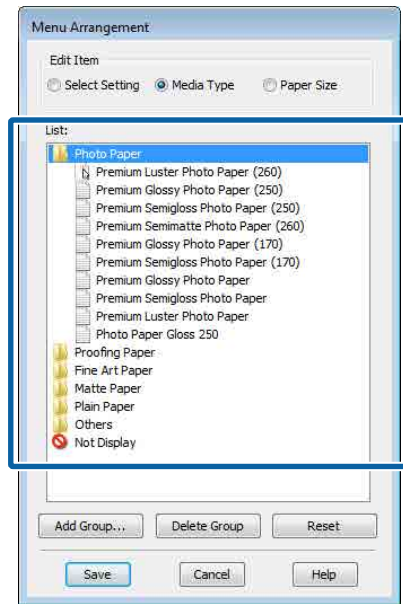 Menu Arrangement
Edit Item
Select Setting Media Type Paper Size
List:
Photo Paper
Premium Luster Photo Paper (260)
Premium Glossy Photo Paper (250)
Premium Semigloss Photo Paper (250)
Premium Semimatte Photo Paper (260)
Premium Glossy Photo Paper (170)
Premium Semigloss Photo Paper (170)
Premium Glossy Photo Paper
Premium Semigloss Photo Paper
Premium Luster Photo Paper
Photo Paper Gloss 250
Proofing Paper
Fine Art Paper
Matte Paper
Plain Paper
Others
Not Display
Add Group... Delete Group Reset
Save Cancel Help